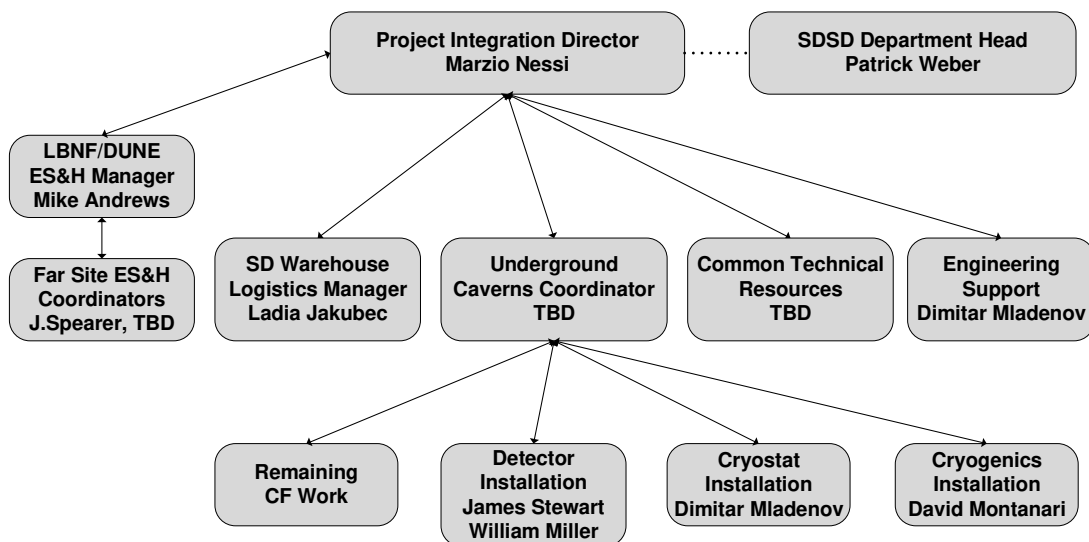 Project Integration Director
Marzio Nessi
SDSD Department Head
Patrick Weber
LBNF/DUNE
ES&H Manager
Mike Andrews
Far Site ES&H
Coordinators
J.Spearer, TBD
SD Warehouse
Logistics Manager
Ladia Jakubec
Underground
Caverns Coordinator
TBD
Common Technical
Resources
TBD
Engineering
Support
Dimitar Mladenov
Remaining
CF Work
Detector
Installation
James Stewart
William Miller
Cryostat
Installation
Dimitar Mladenov
Cryogenics
Installation
David Montanari